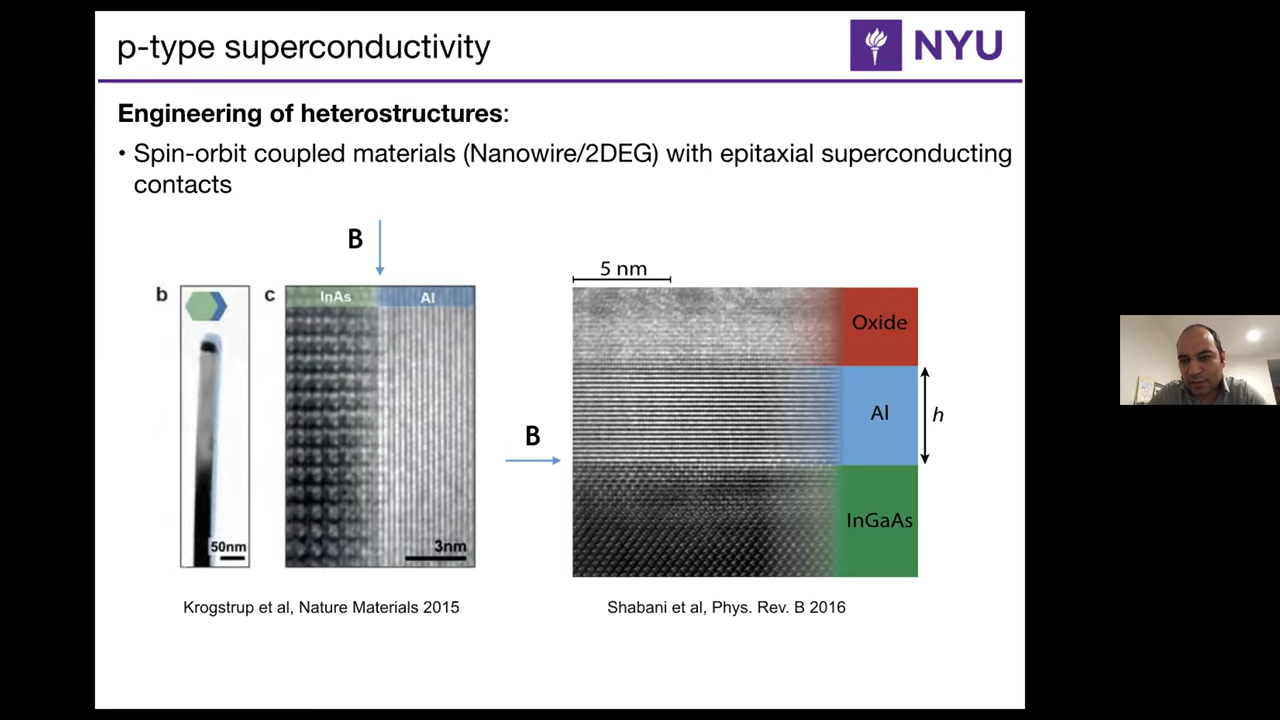 p-type superconductivity
NYU
Engineering of heterostructures:
• Spin-orbit coupled materials (Nanowire/2DEG) with epitaxial superconducting
contacts
B
b
c
InAs
Al
50nm
3nm
5 nm
Oxide
Al
h
B
InGaAs
Krogstrup et al, Nature Materials 2015
Shabani et al, Phys. Rev. B 2016